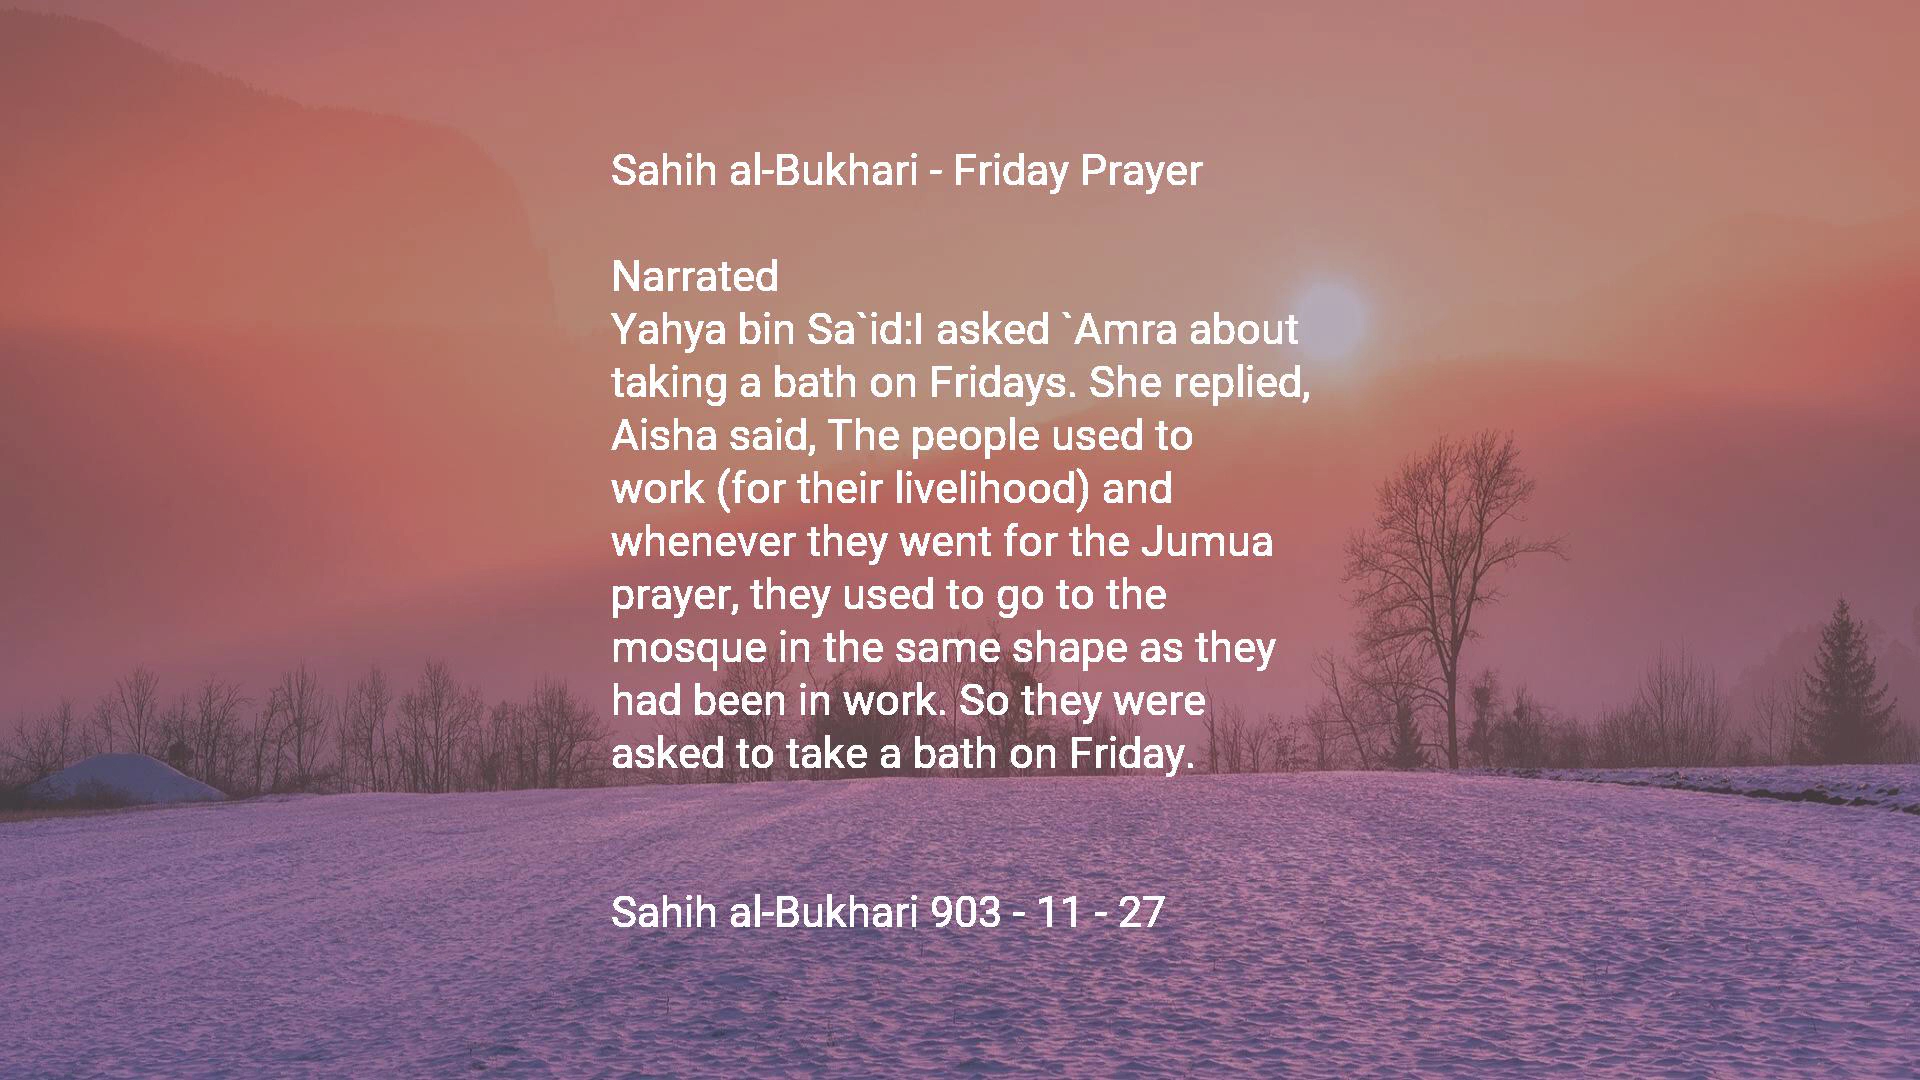 Sahih al-Bukhari - Friday Prayer
Narrated
Yahya bin Sa`id:I asked `Amra about
taking a bath on Fridays. She replied,
Aisha said, The people used to
work (for their livelihood) and
whenever they went for the Jumua
prayer, they used to go to the
mosque in the same shape as they
had been in work. So they were
asked to take a bath on Friday.
Sahih al-Bukhari 903 - 11 - 27